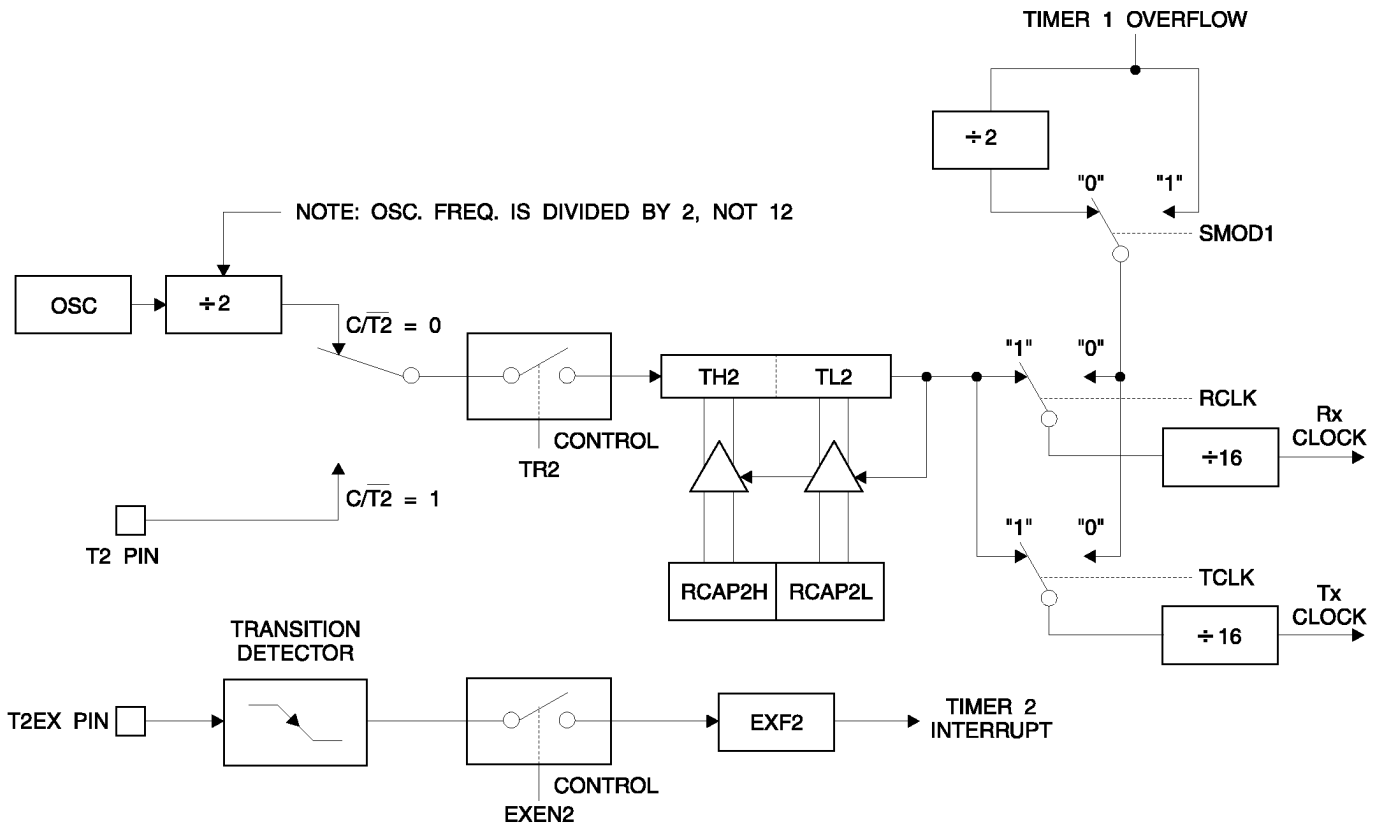 TIMER 1 OVERFLOW
÷2
"0" "1"
NOTE: OSC. FREQ. IS DIVIDED BY 2, NOT 12
SMOD1
OSC
÷2
C/T̅2̅ = 0
"1" "0"
TH2 TL2
RCLK
Rx
CLOCK
CONTROL
TR2
÷16
C/T̅2̅ = 1
"1" "0"
T2 PIN
TCLK
RCAP2H RCAP2L
Tx
CLOCK
TRANSITION
DETECTOR
÷16
T2EX PIN
EXF2
TIMER 2
INTERRUPT
CONTROL
EXEN2